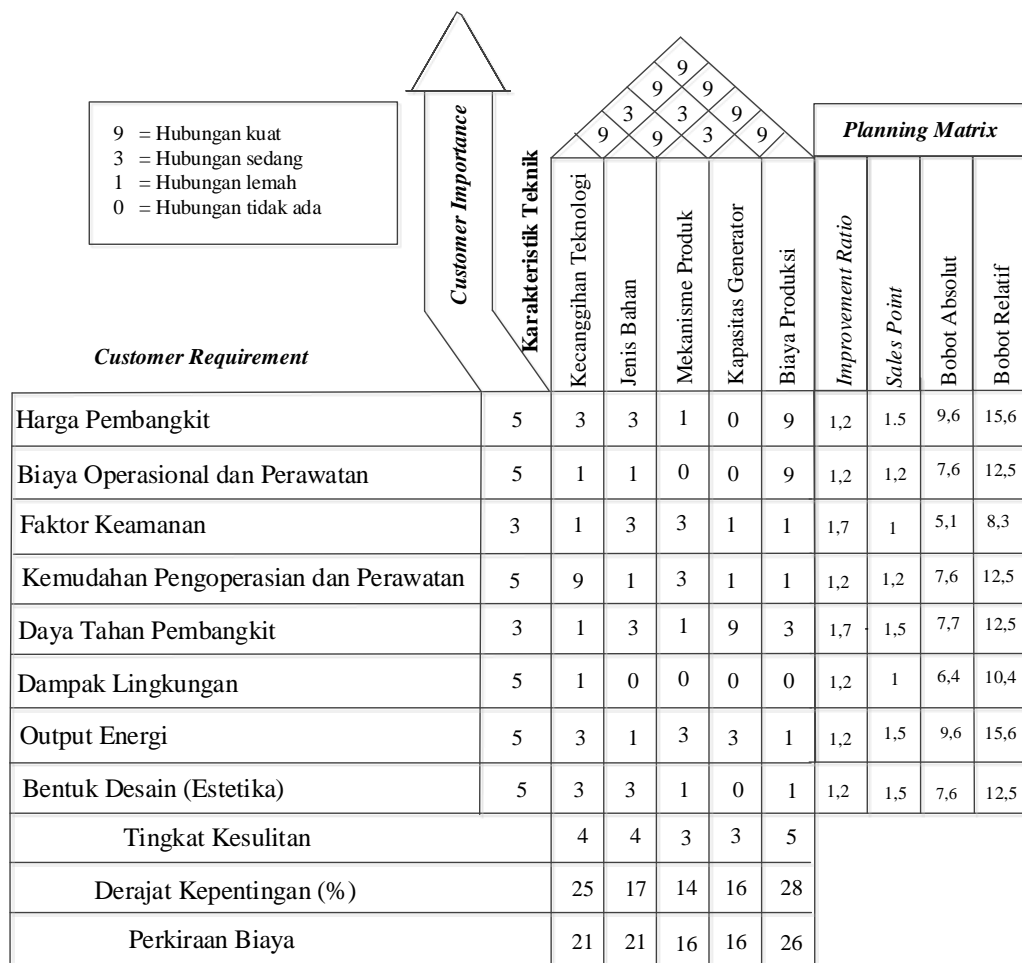 9 = Hubungan kuat
3 = Hubungan sedang
1 = Hubungan lemah
0 = Hubungan tidak ada
Customer Importance
Karakteristik Teknik
9
9 9
3 3 9
9 9 3 9
Planning Matrix
Kecanggihan Teknologi
Jenis Bahan
Mekanisme Produk
Kapasitas Generator
Biaya Produksi
Improvement Ratio
Sales Point
Bobot Absolut
Bobot Relatif
Customer Requirement
Harga Pembangkit 5 3 3 1 0 9 1,2 1.5 9,6 15,6
Biaya Operasional dan Perawatan 5 1 1 0 0 9 1,2 1,2 7,6 12,5
Faktor Keamanan 3 1 3 3 1 1 1,7 1 5,1 8,3
Kemudahan Pengoperasian dan Perawatan 5 9 1 3 1 1 1,2 1,2 7,6 12,5
Daya Tahan Pembangkit 3 1 3 1 9 3 1,7 1,5 7,7 12,5
Dampak Lingkungan 5 1 0 0 0 0 1,2 1 6,4 10,4
Output Energi 5 3 1 3 3 1 1,2 1,5 9,6 15,6
Bentuk Desain (Estetika) 5 3 3 1 0 1 1,2 1,5 7,6 12,5
Tingkat Kesulitan 4 4 3 3 5
Derajat Kepentingan (%) 25 17 14 16 28
Perkiraan Biaya 21 21 16 16 26